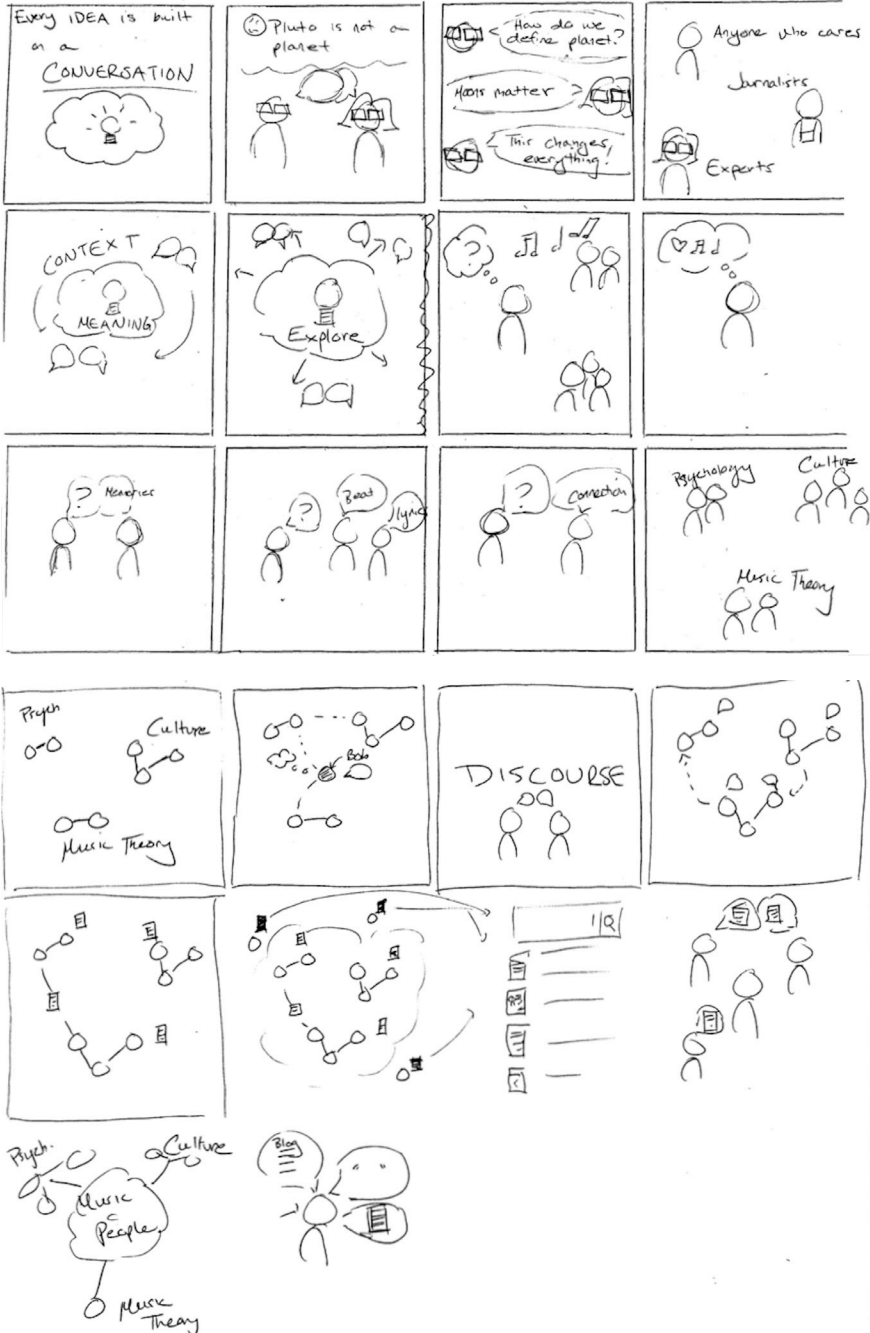 Every IDEA is built
on a
CONVERSATION
Pluto is not a
planet
How do we
define planet?
Moons matter
This changes
everything!
Anyone who cares
Journalists
Experts
CONTEXT
MEANING
Explore
?
?
Memories
?
Beat
lyrics
?
Connection
Psychology
Culture
Music Theory
Psych
Culture
Music Theory
Bob
DISCOURSE
Psych.
Culture
Music
People
Music
Theory
Blog
" "